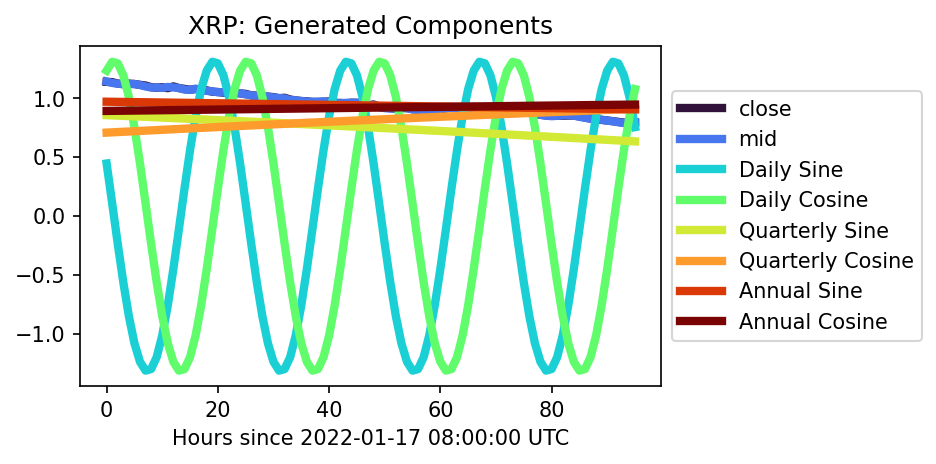 XRP: Generated Components
1.0
0.5
0.0
−0.5
−1.0
0 20 40 60 80
Hours since 2022-01-17 08:00:00 UTC
close
mid
Daily Sine
Daily Cosine
Quarterly Sine
Quarterly Cosine
Annual Sine
Annual Cosine